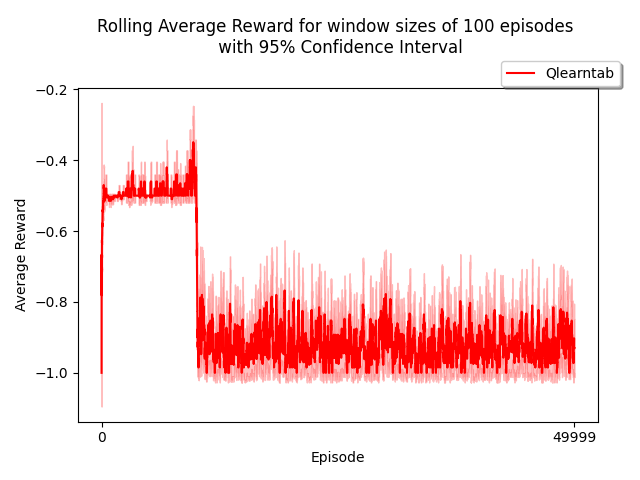 Rolling Average Reward for window sizes of 100 episodes
with 95% Confidence Interval
Qlearntab
−0.2
−0.4
−0.6
−0.8
−1.0
Average Reward
0
49999
Episode